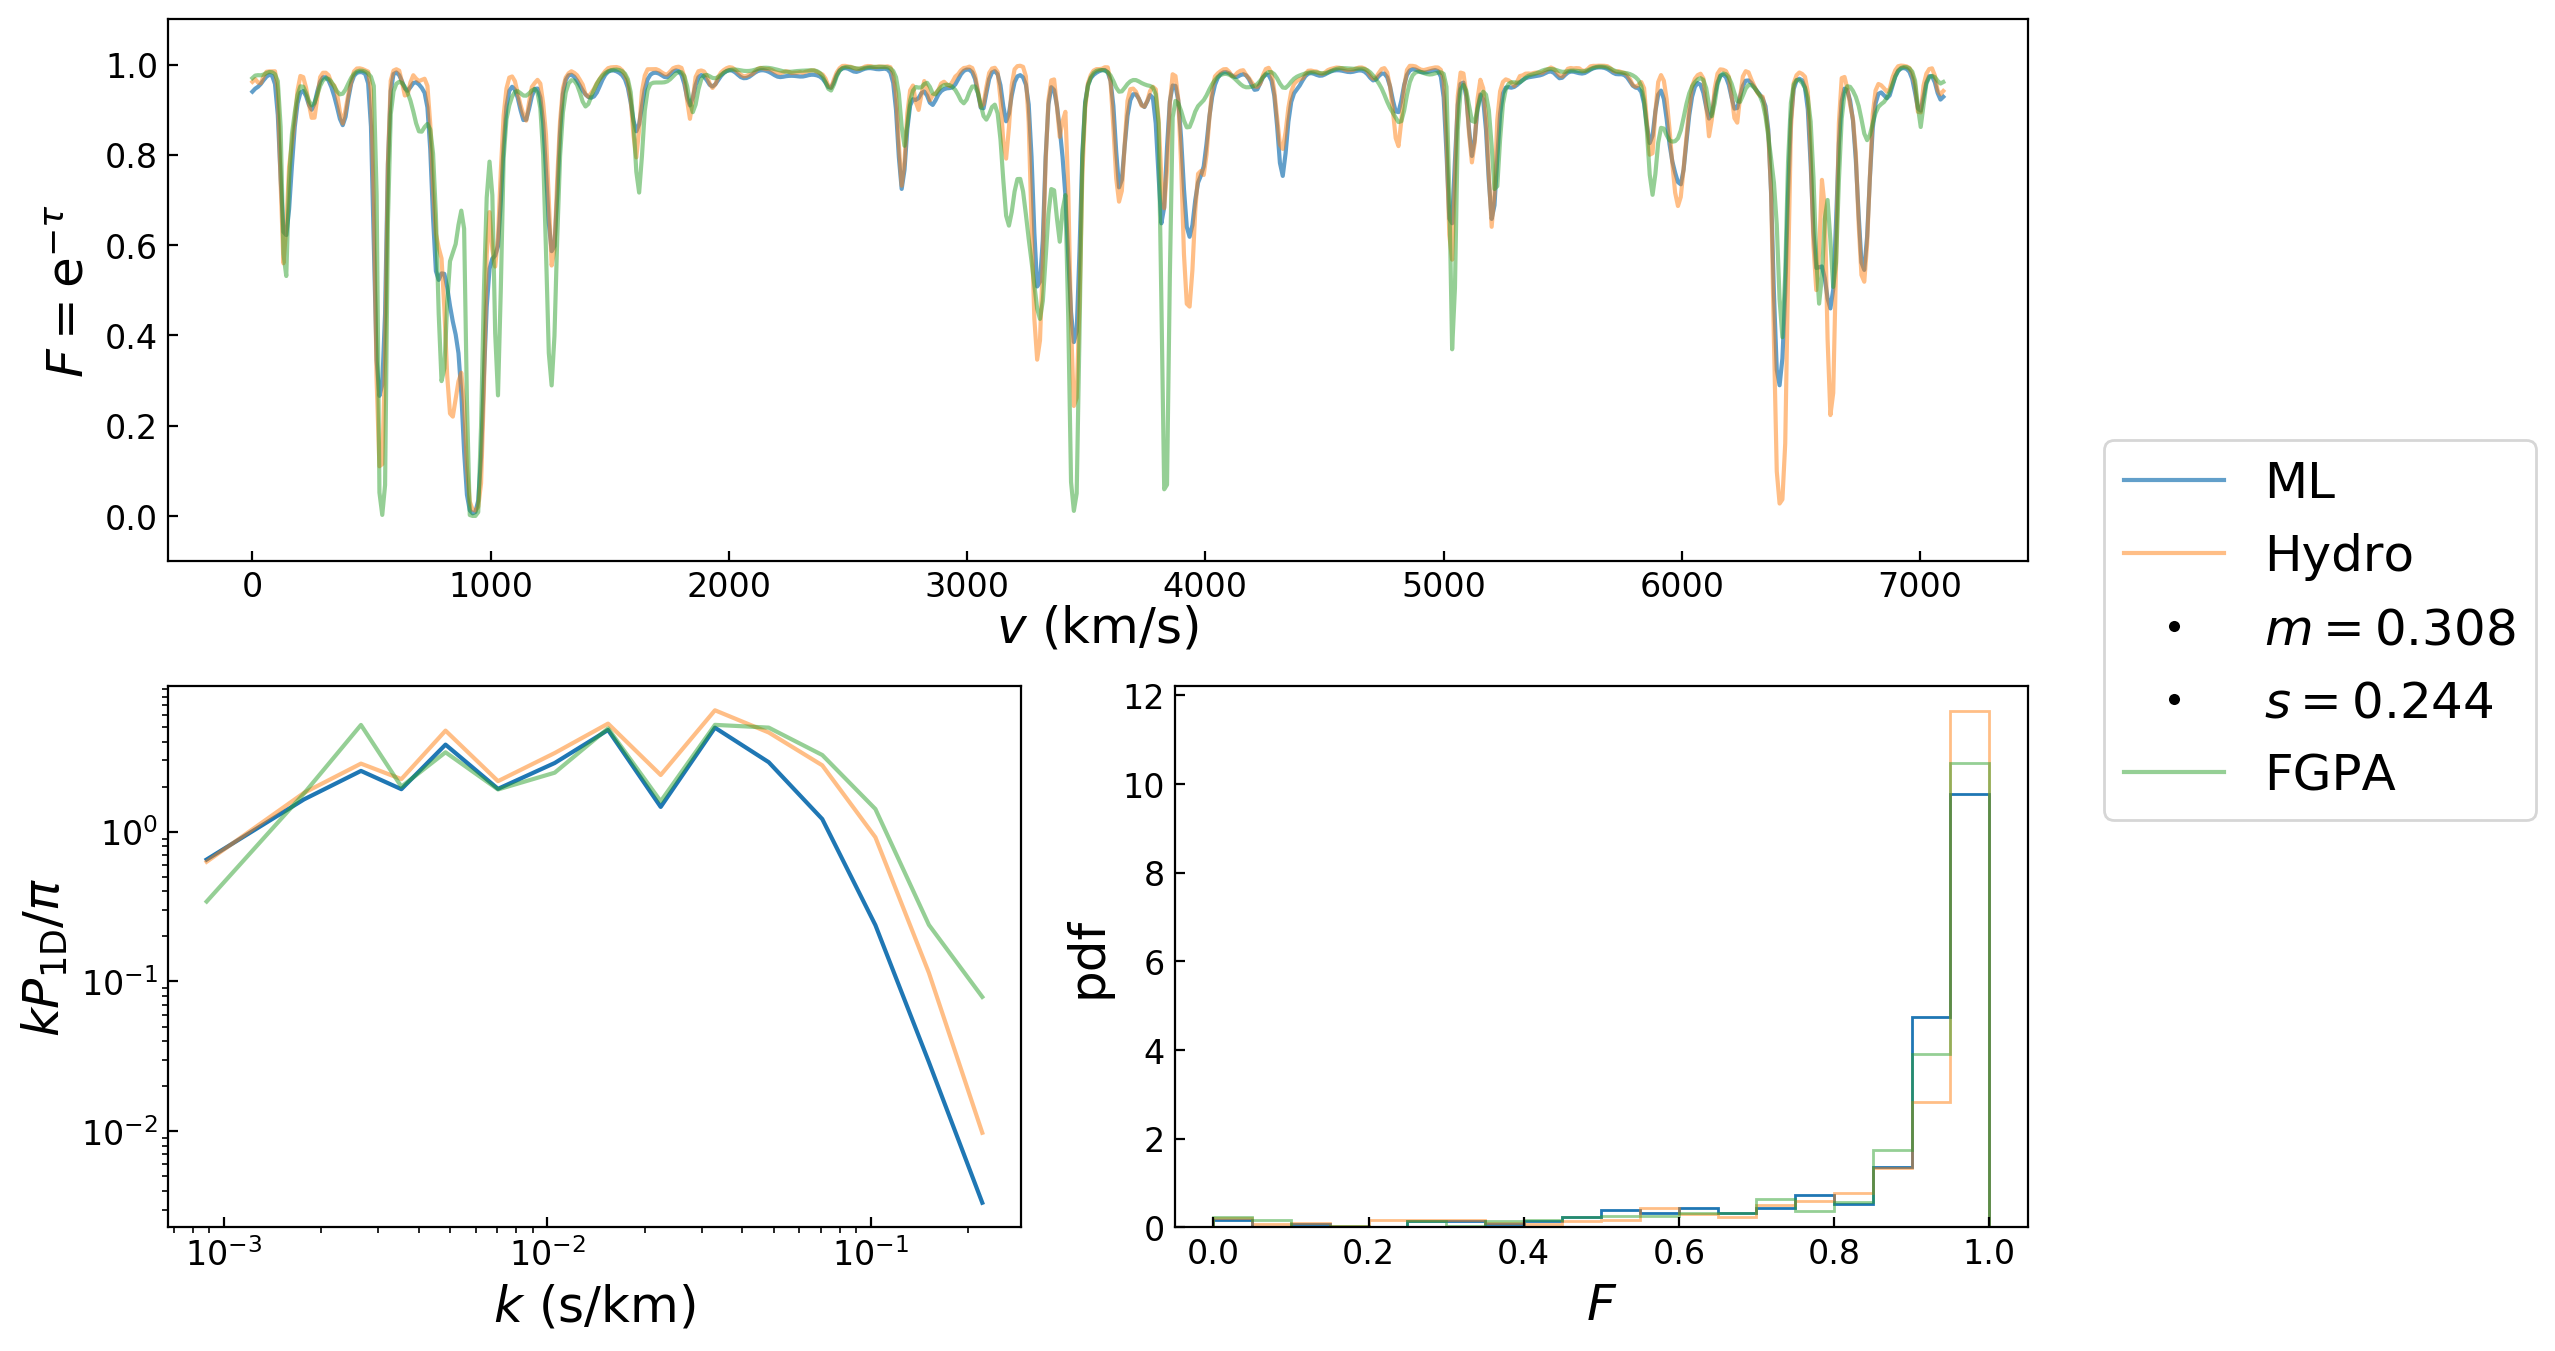 1.0
0.8
0.6
0.4
0.2
0.0
F = e^{−τ}
0 1000 2000 3000 4000 5000 6000 7000
v (km/s)
ML
Hydro
m = 0.308
s = 0.244
FGPA
10^0
10^{−1}
10^{−2}
kP_{1D}/π
10^{−3} 10^{−2} 10^{−1}
k (s/km)
12
10
8
6
4
2
0
pdf
0.0 0.2 0.4 0.6 0.8 1.0
F